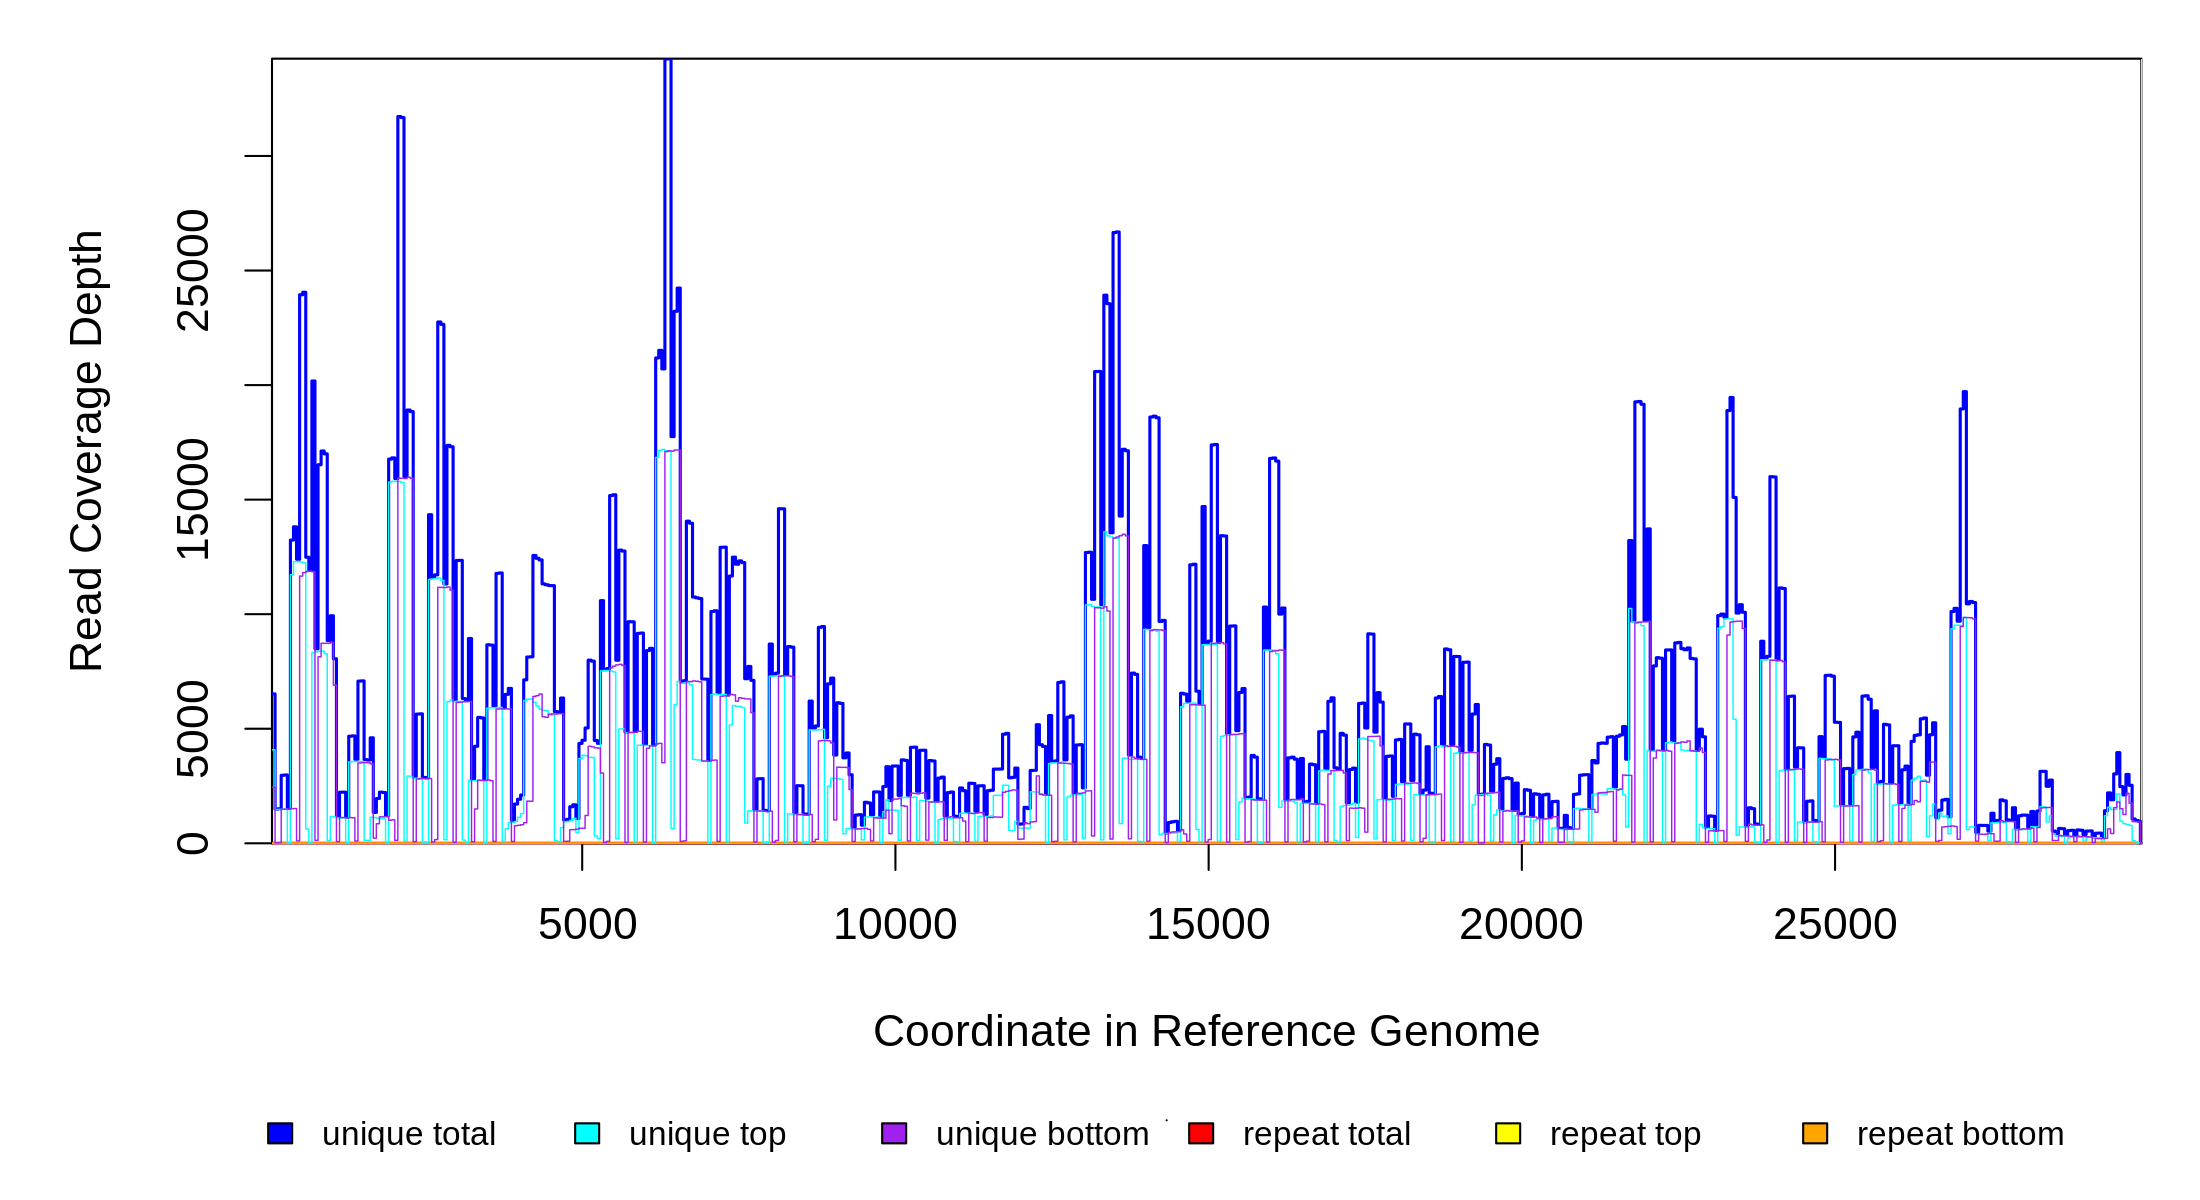 Read Coverage Depth
25000
15000
5000
0
5000 10000 15000 20000 25000
Coordinate in Reference Genome
unique total unique top unique bottom repeat total repeat top repeat bottom